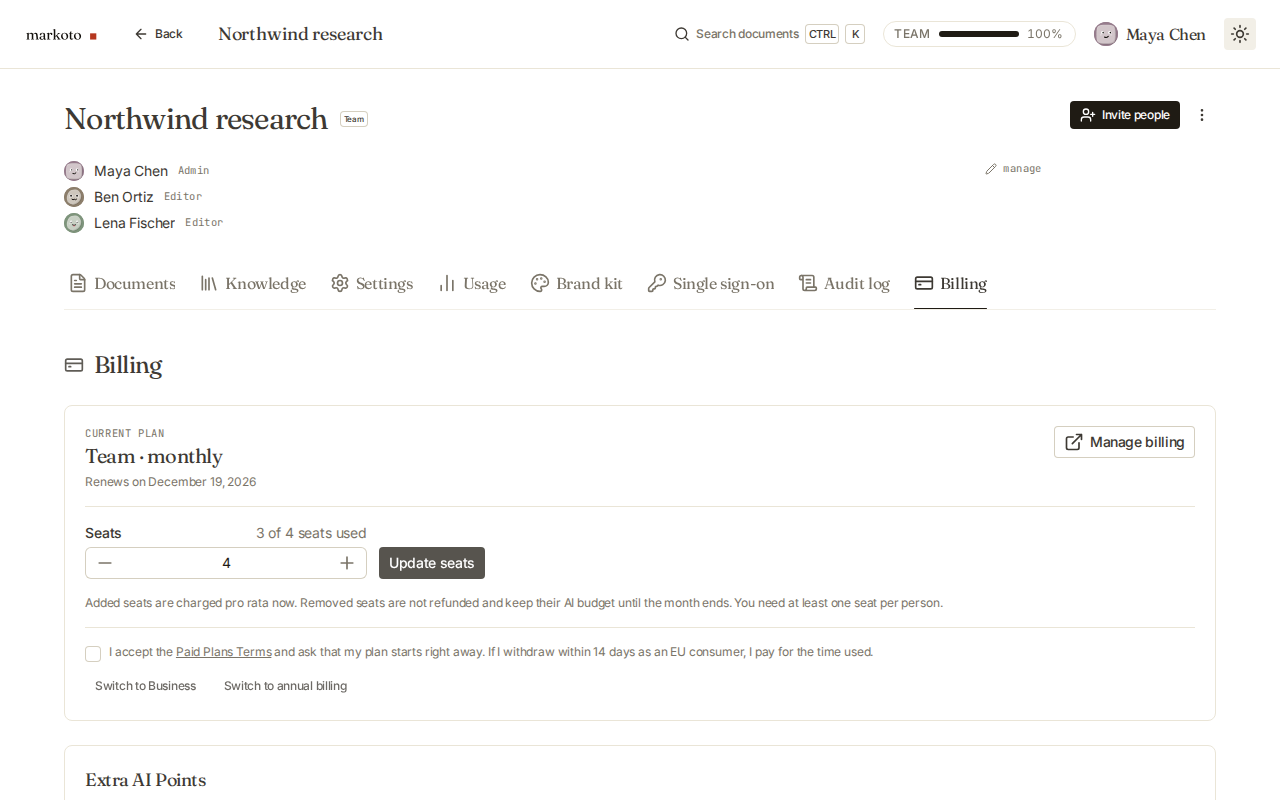 markoto
Back
Northwind research
Search documents CTRL K
TEAM 100%
Maya Chen
Northwind research Team
Invite people
Maya Chen Admin
manage
Ben Ortiz Editor
Lena Fischer Editor
Documents Knowledge Settings Usage Brand kit Single sign-on Audit log Billing
Billing
CURRENT PLAN
Team · monthly
Renews on December 19, 2026
Manage billing
Seats 3 of 4 seats used
4
Update seats
Added seats are charged pro rata now. Removed seats are not refunded and keep their AI budget until the month ends. You need at least one seat per person.
I accept the Paid Plans Terms and ask that my plan starts right away. If I withdraw within 14 days as an EU consumer, I pay for the time used.
Switch to Business Switch to annual billing
Extra AI Points